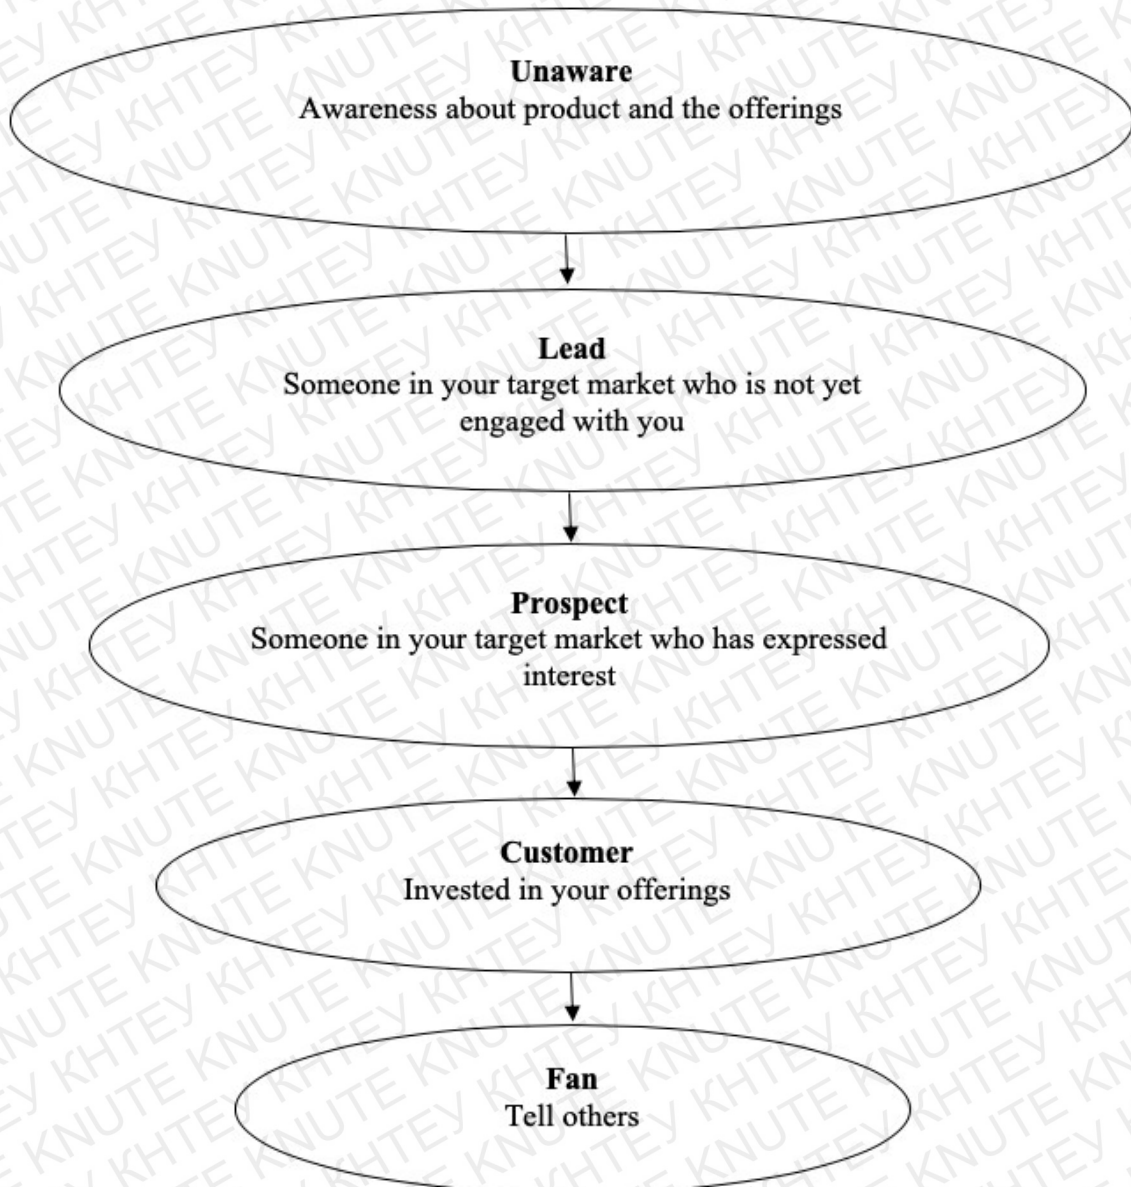 Unaware
Awareness about product and the offerings
Lead
Someone in your target market who is not yet
engaged with you
Prospect
Someone in your target market who has expressed
interest
Customer
Invested in your offerings
Fan
Tell others